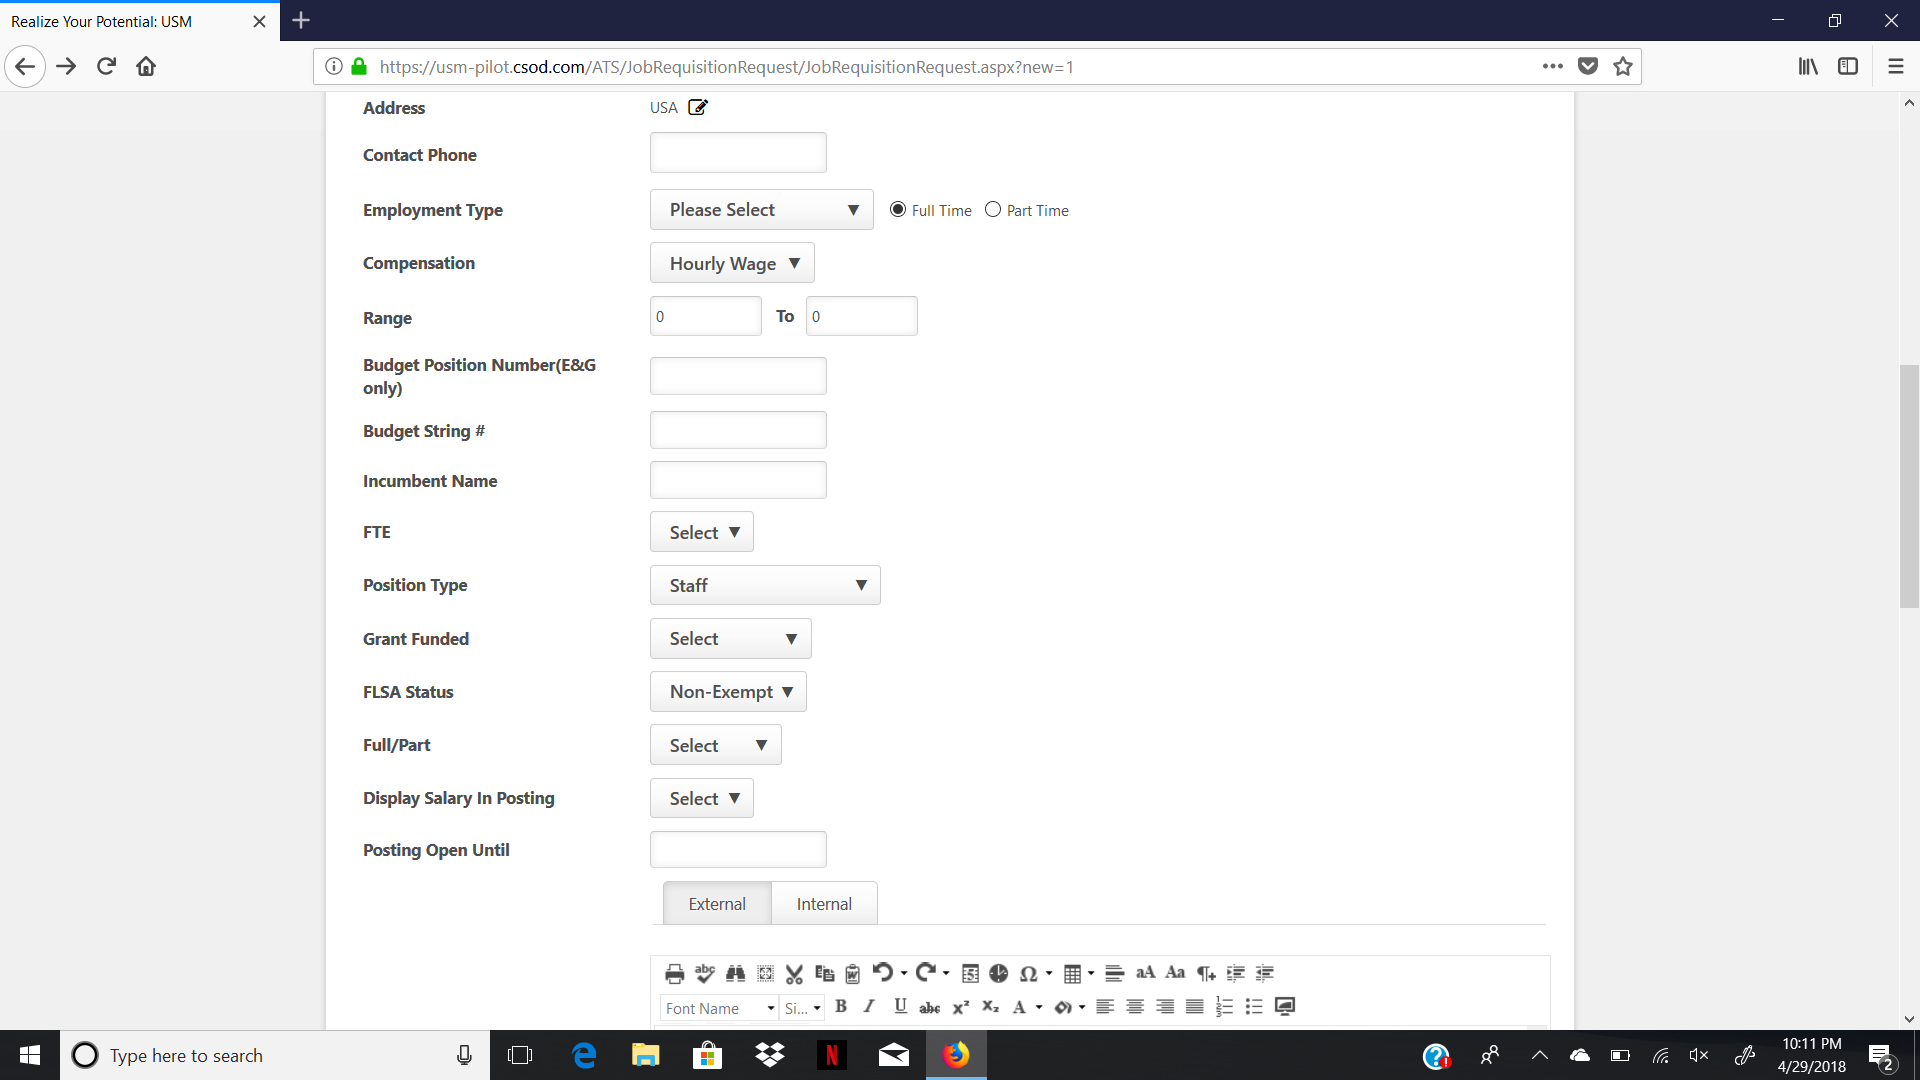 Realize Your Potential: USM
https://usm-pilot.csod.com/ATS/JobRequisitionRequest/JobRequisitionRequest.aspx?new=1
Address USA
Contact Phone
Employment Type Please Select Full Time Part Time
Compensation Hourly Wage
Range 0 To 0
Budget Position Number(E&G
only)
Budget String #
Incumbent Name
FTE Select
Position Type Staff
Grant Funded Select
FLSA Status Non-Exempt
Full/Part Select
Display Salary In Posting Select
Posting Open Until
External Internal
Font Name Si...
Type here to search
10:11 PM
4/29/2018
2